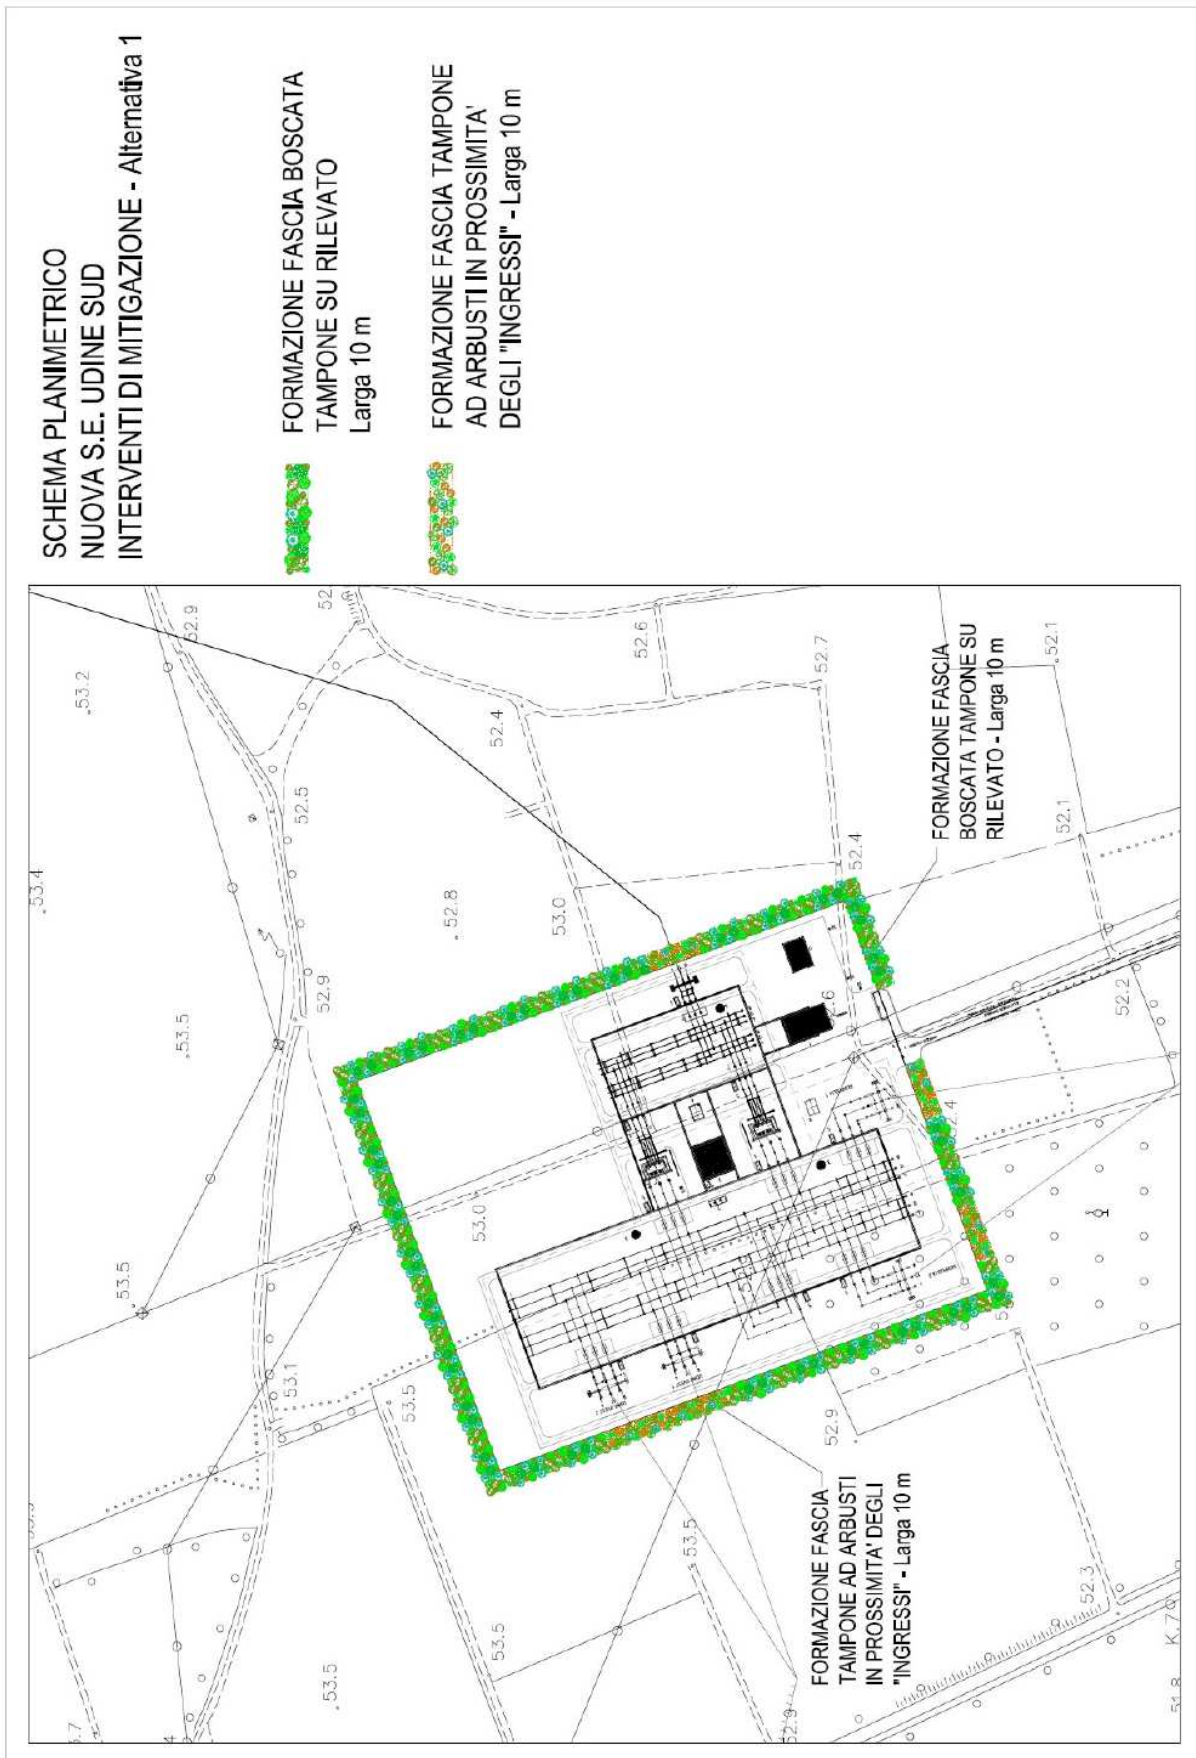 SCHEMA PLANIMETRICO
NUOVA S.E. UDINE SUD
INTERVENTI DI MITIGAZIONE - Alternativa 1
FORMAZIONE FASCIA BOSCATA
TAMPONE SU RILEVATO
Larga 10 m
FORMAZIONE FASCIA TAMPONE
AD ARBUSTI IN PROSSIMITA'
DEGLI "INGRESSI" - Larga 10 m
53.4
53.2
52.9
53.5
52.5
52.9
52.8
52.4
53.0
52.6
52.7
52.4
53.5
53.1
53.5
53.0
FORMAZIONE FASCIA
BOSCATA TAMPONE SU
RILEVATO - Larga 10 m
52.1
52.1
52.2
53.5
53.5
53.5
52.9
FORMAZIONE FASCIA
TAMPONE AD ARBUSTI
IN PROSSIMITA' DEGLI
"INGRESSI" - Larga 10 m
52.9
52.3
51.8